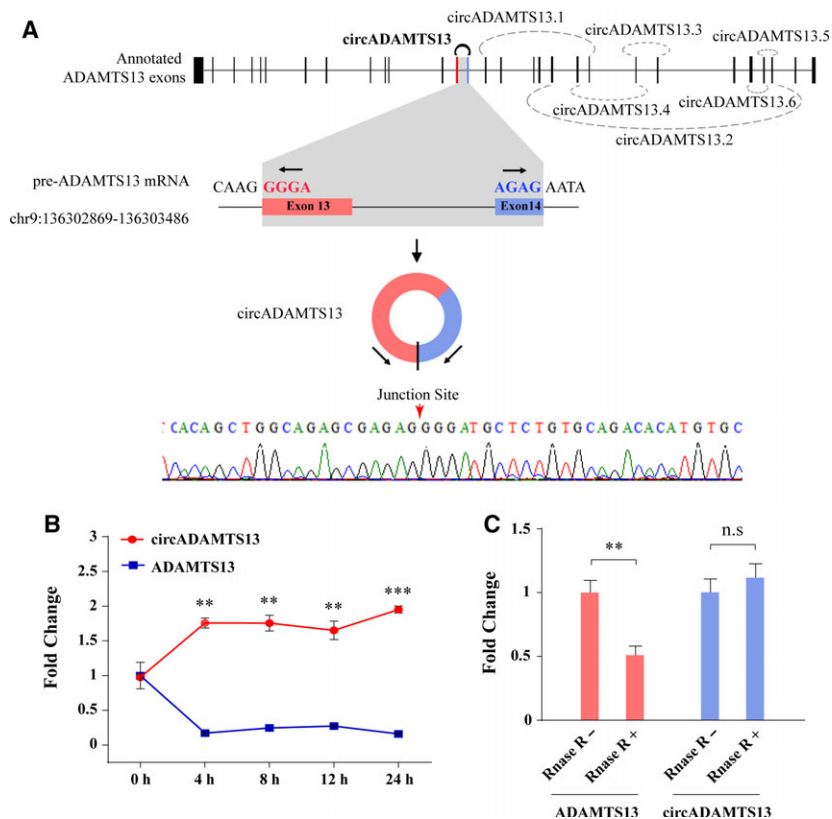 A
circADAMTS13.1
circADAMTS13
circADAMTS13.3
circADAMTS13.5
Annotated
ADAMTS13 exons
circADAMTS13.4
circADAMTS13.6
circADAMTS13.2
pre-ADAMTS13 mRNA
CAAG GGGA
AGAG AATA
chr9:136302869-136303486
Exon 13
Exon14
circADAMTS13
Junction Site
TCACAGCTGGCAGAGCGAGAGGGGATGCTCTGTGCAGACACATGTGC
B
circADAMTS13
ADAMTS13
Fold Change
3
2.5
2
1.5
1
0.5
0
** ** ** ***
0 h 4 h 8 h 12 h 24 h
C
Fold Change
1.5
1
0.5
0
**
n.s
Rnase R − Rnase R + Rnase R − Rnase R +
ADAMTS13 circADAMTS13